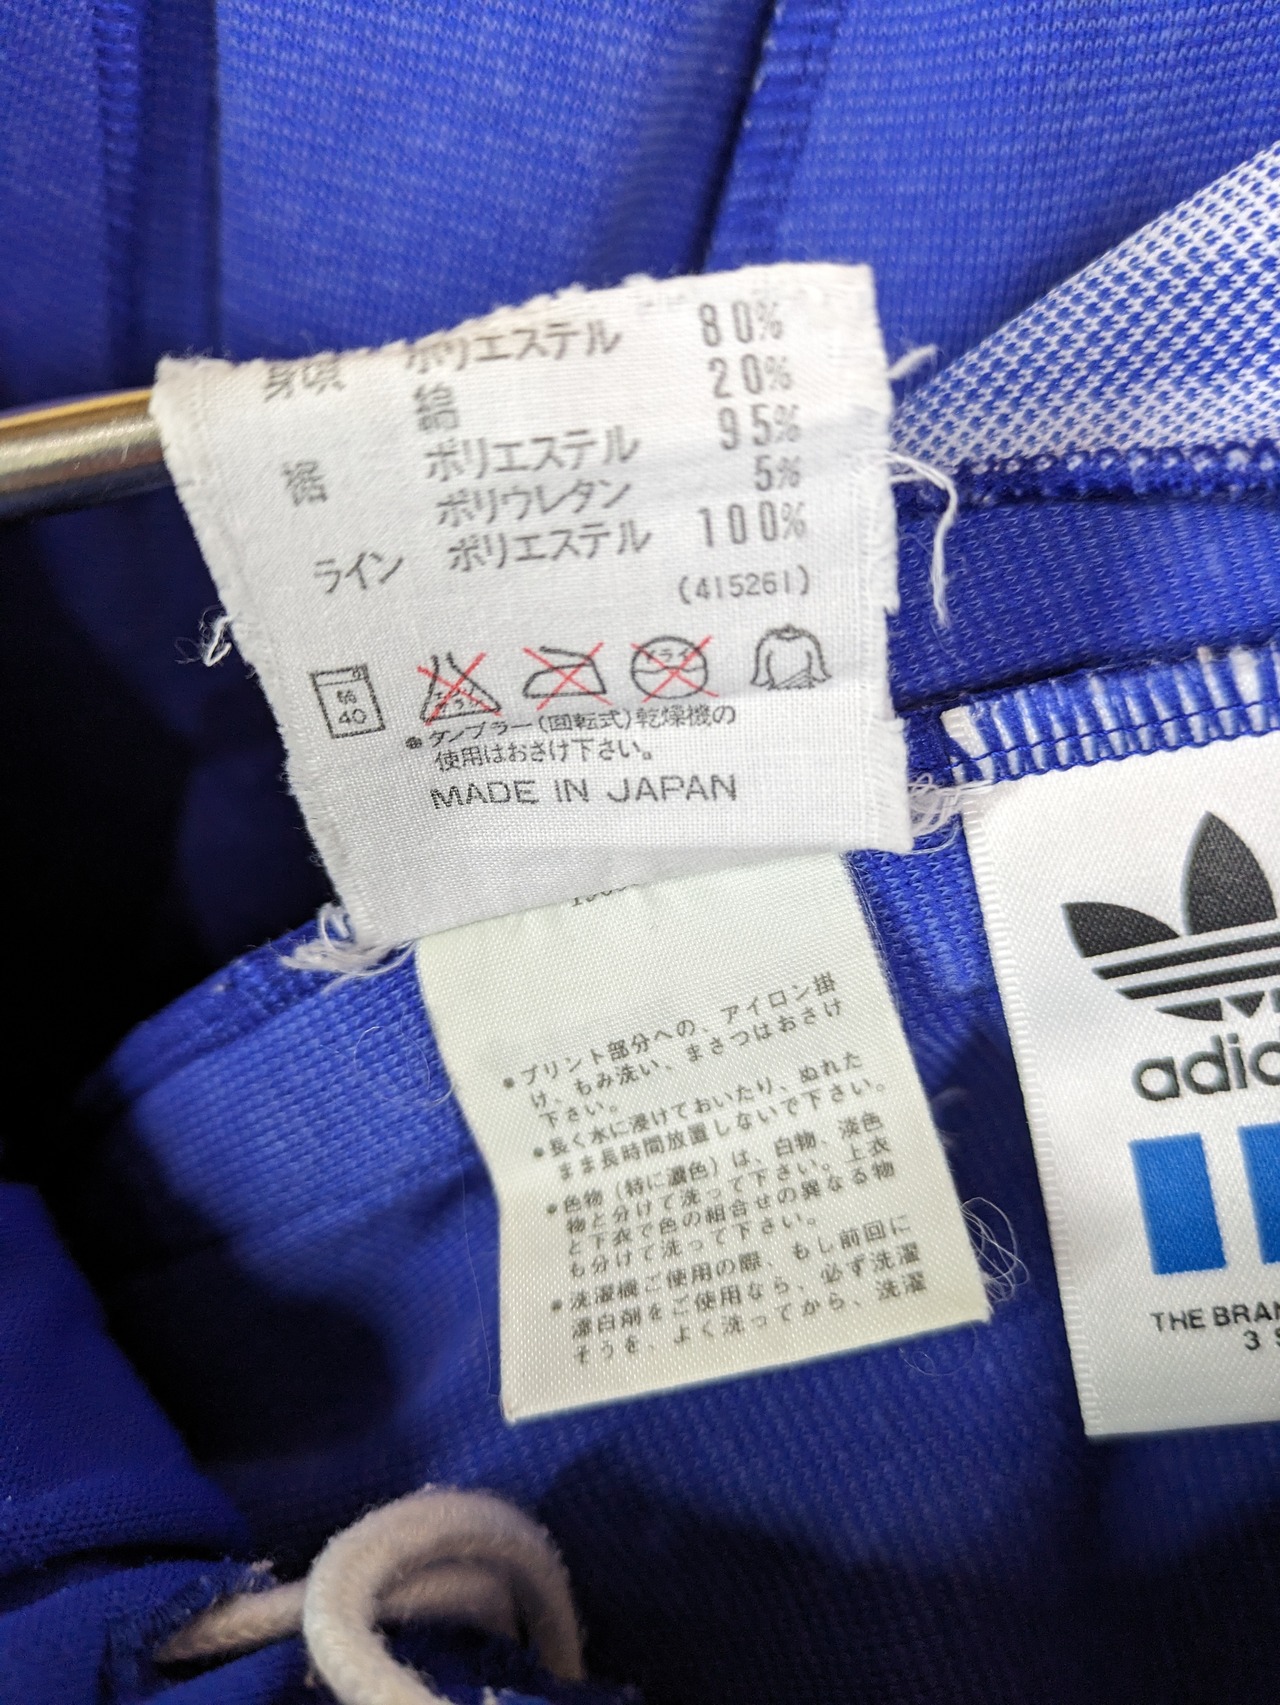 身頃 ポリエステル 80%
綿 20%
裾 ポリエステル 95%
ポリウレタン 5%
ライン ポリエステル 100%
(415261)
40
ドライ
●タンブラー(回転式)乾燥機の
使用はおさけ下さい。
MADE IN JAPAN
●プリント部分への、アイロン掛
け、もみ洗い、まさつはおさけ
下さい。
●長く水に浸けておいたり、ぬれた
まま長時間放置しないで下さい。
●色物(特に濃色)は、白物、淡色
物と分けて洗って下さい。上衣
と下衣で色の組合せの異なる物
も分けて洗って下さい。
●洗濯機ご使用の際、もし前回に
漂白剤をご使用なら、必ず洗濯
そうを、よく洗ってから、洗濯
adid
THE BRAN
3 S